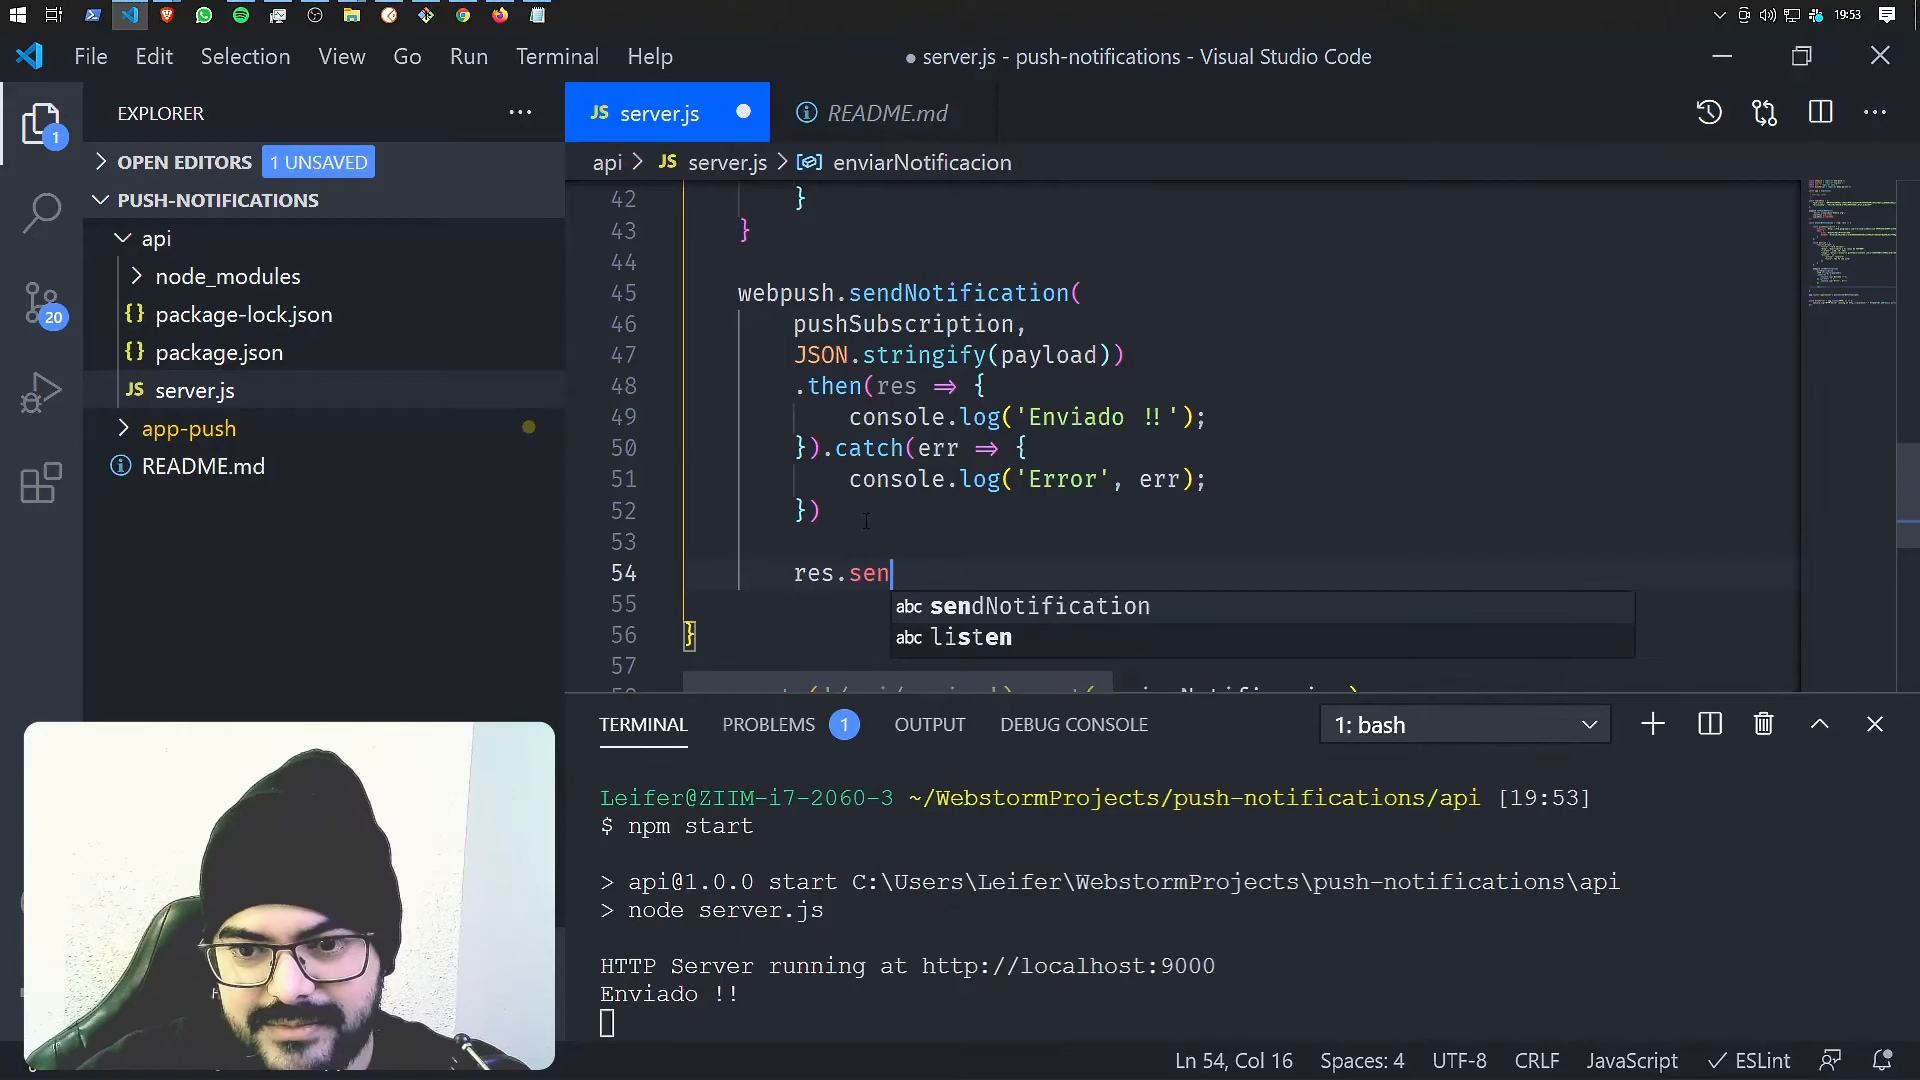 19:53
File Edit Selection View Go Run Terminal Help
● server.js - push-notifications - Visual Studio Code
EXPLORER
JS server.js
README.md
OPEN EDITORS 1 UNSAVED
api > JS server.js > enviarNotificacion
PUSH-NOTIFICATIONS
api
node_modules
{} package-lock.json
{} package.json
JS server.js
app-push
README.md
1
20
42 }
43 }
44
45 webpush.sendNotification(
46 pushSubscription,
47 JSON.stringify(payload))
48 .then(res => {
49 console.log('Enviado !!');
50 }).catch(err => {
51 console.log('Error', err);
52 })
53
54 res.sen
abc sendNotification
abc listen
55
56 }
57
TERMINAL PROBLEMS 1 OUTPUT DEBUG CONSOLE
1: bash
Leifer@ZIIM-i7-2060-3 ~/WebstormProjects/push-notifications/api [19:53]
$ npm start
> api@1.0.0 start C:\Users\Leifer\WebstormProjects\push-notifications\api
> node server.js
HTTP Server running at http://localhost:9000
Enviado !!
Ln 54, Col 16 Spaces: 4 UTF-8 CRLF JavaScript ESLint